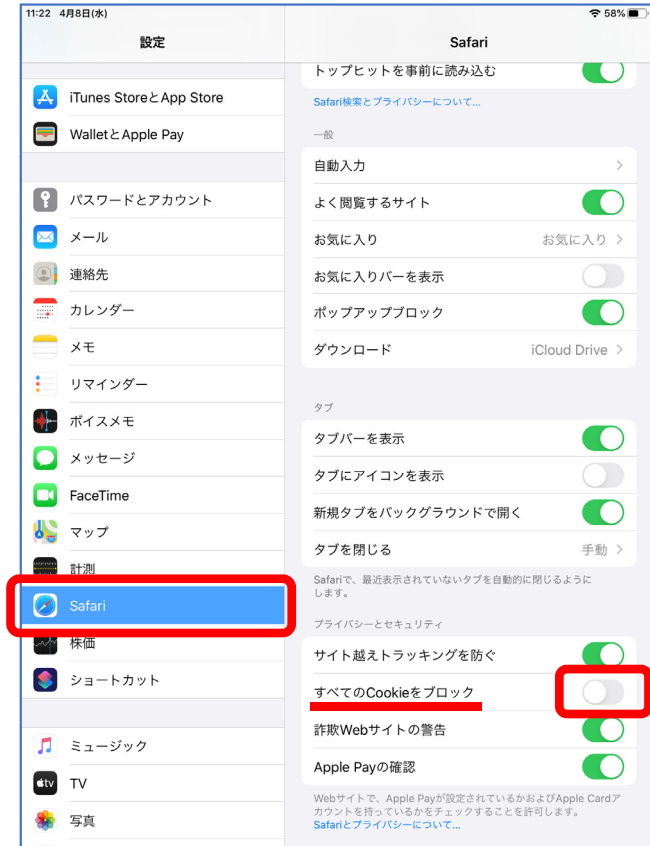 11:22 4月8日(水)
58%
設定
iTunes StoreとApp Store
WalletとApple Pay
パスワードとアカウント
メール
連絡先
カレンダー
メモ
リマインダー
ボイスメモ
メッセージ
FaceTime
マップ
計測
Safari
株価
ショートカット
ミュージック
tv
TV
写真
Safari
トップヒットを事前に読み込む
Safari検索とプライバシーについて...
一般
自動入力
よく閲覧するサイト
お気に入り お気に入り
お気に入りバーを表示
ポップアップブロック
ダウンロード iCloud Drive
タブ
タブバーを表示
タブにアイコンを表示
新規タブをバックグラウンドで開く
タブを閉じる 手動
Safariで、最近表示されていないタブを自動的に閉じるように
します。
プライバシーとセキュリティ
サイト越えトラッキングを防ぐ
すべてのCookieをブロック
詐欺Webサイトの警告
Apple Payの確認
Webサイトで、Apple Payが設定されているかおよびApple Cardア
カウントを持っているかをチェックすることを許可します。
Safariとプライバシーについて...